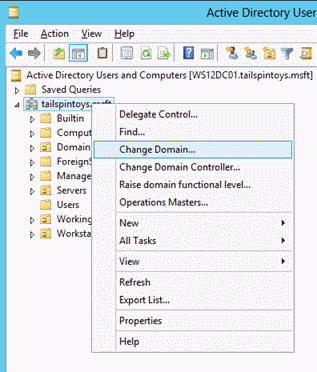 Active Directory User
File Action View Help
Active Directory Users and Computers [WS12DC01.tailspintoys.msft]
Saved Queries
tailspintoys.msft
Builtin
Compu
Domain
ForeignS
Manage
Servers
Users
Working
Worksta
Delegate Control...
Find...
Change Domain...
Change Domain Controller...
Raise domain functional level...
Operations Masters...
New
All Tasks
View
Refresh
Export List...
Properties
Help